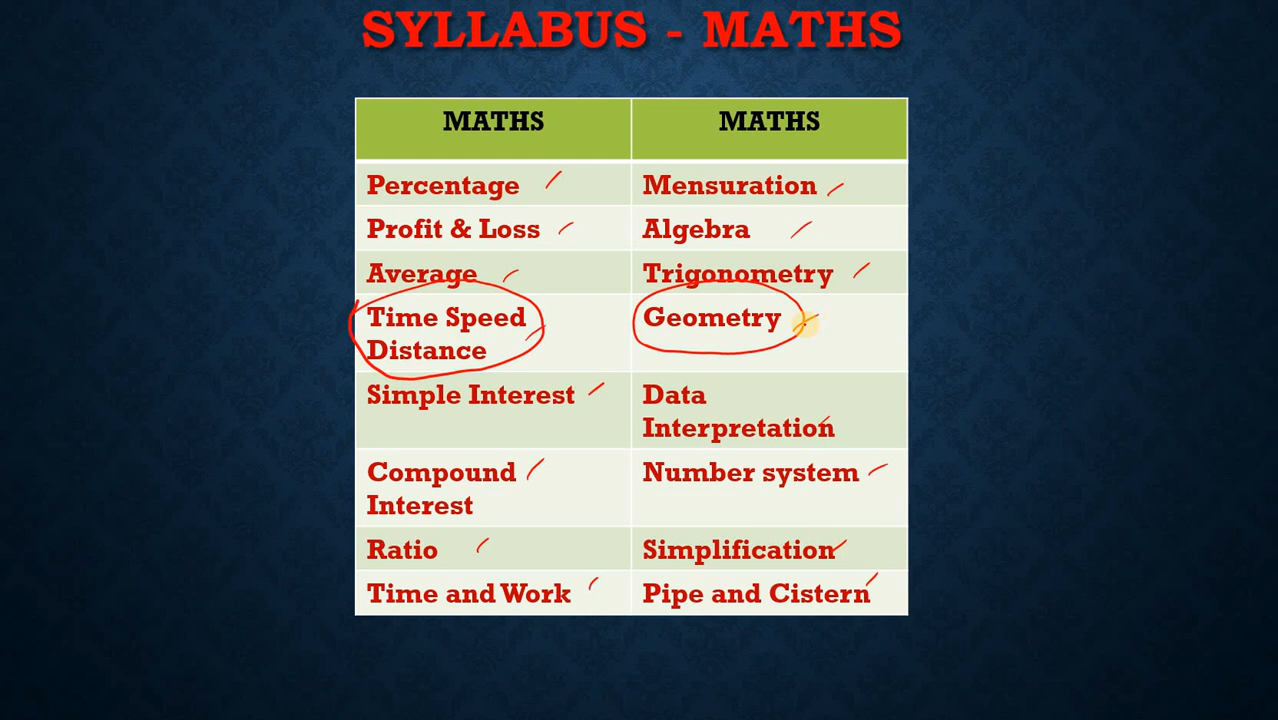 SYLLABUS - MATHS
MATHS MATHS
Percentage Mensuration
Profit & Loss Algebra
Average Trigonometry
Time Speed Geometry
Distance
Simple Interest Data
Interpretation
Compound Number system
Interest
Ratio Simplification
Time and Work Pipe and Cistern